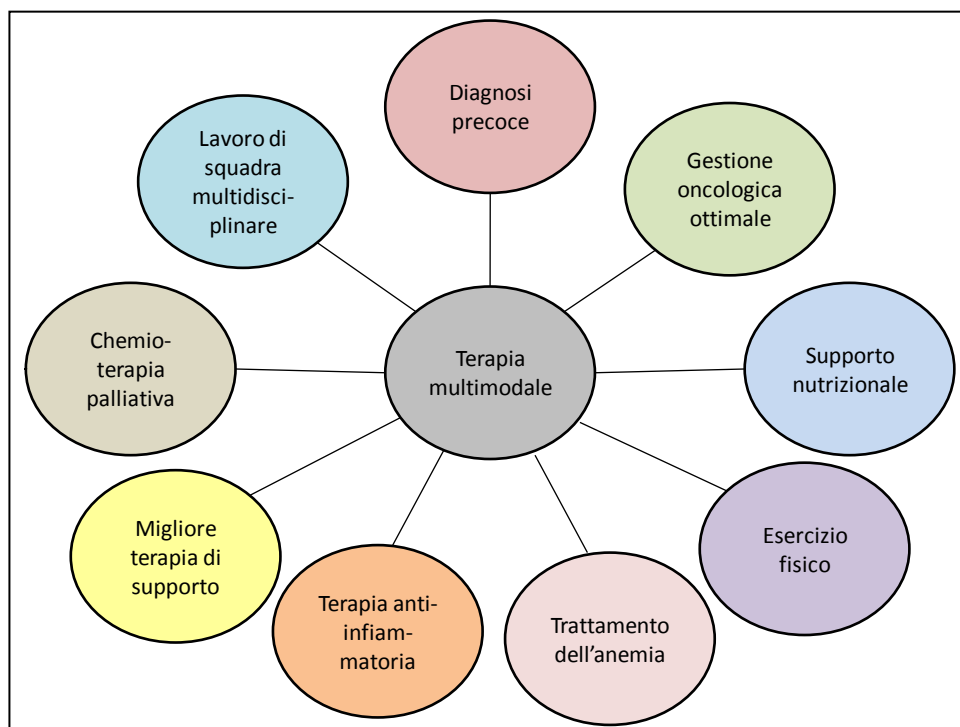 Diagnosi
precoce
Gestione
oncologica
ottimale
Supporto
nutrizionale
Esercizio
fisico
Trattamento
dell’anemia
Terapia anti-
infiam-
matoria
Migliore
terapia di
supporto
Chemio-
terapia
palliativa
Lavoro di
squadra
multidisci-
plinare
Terapia
multimodale